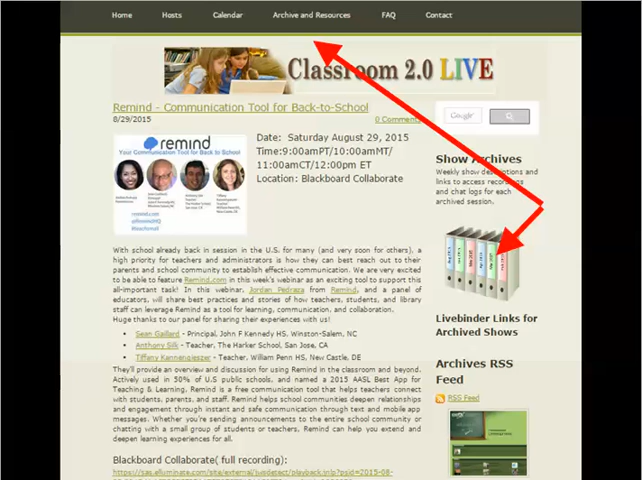 Home Hosts Calendar Archive and Resources FAQ Contact
Classroom 2.0 LIVE
Remind - Communication Tool for Back-to-School
8/29/2015
0 Comments
remind
Your Communication Tool for Back to School
Date: Saturday August 29, 2015
Time:9:00amPT/10:00amMT/
11:00amCT/12:00pm ET
Location: Blackboard Collaborate
With school already back in session in the U.S. for many (and very soon for others), a
high priority for teachers and administrators is how they can best reach out to their
parents and school community to establish effective communication. We are very excited
to be able to feature Remind.com in this week's webinar as an exciting tool to support this
all-important task! In this webinar, Jordan Pedraza from Remind, and a panel of
educators, will share best practices and stories of how teachers, students, and library
staff can leverage Remind as a tool for learning, communication, and culture.
Huge thanks to our panel for sharing their experiences with us!
Sean Gaillard - Principal, John F Kennedy HS, Winston-Salem, NC
Anthony Silk - Teacher, The Harker School, San Jose, CA
Tiffany Kannengieszer - Teacher, William Penn HS, New Castle, DE
They'll provide an overview and discussion for using Remind in the classroom and beyond.
Actively used in 50% of U.S public schools, and named a 2015 AASL Best App for
Teaching & Learning, Remind is a free communication tool that helps teachers connect
with students, parents, and staff. Remind helps school communities deepen relationships
and engagement through instant and safe communication through text and mobile app
messages. Whether you're sending announcements to the entire school community or
chatting with a small group of students or teachers, Remind can help you extend and
deepen learning experiences for all.
Blackboard Collaborate( full recording):
https://sas.elluminate.com/site/external/jwsdetect/playback.jnlp?psid=2015-08-
Google
Show Archives
Weekly show descriptions and
links to access recordings
and chat logs for each
archived session.
Livebinder Links for
Archived Shows
Archives RSS
Feed
RSS Feed